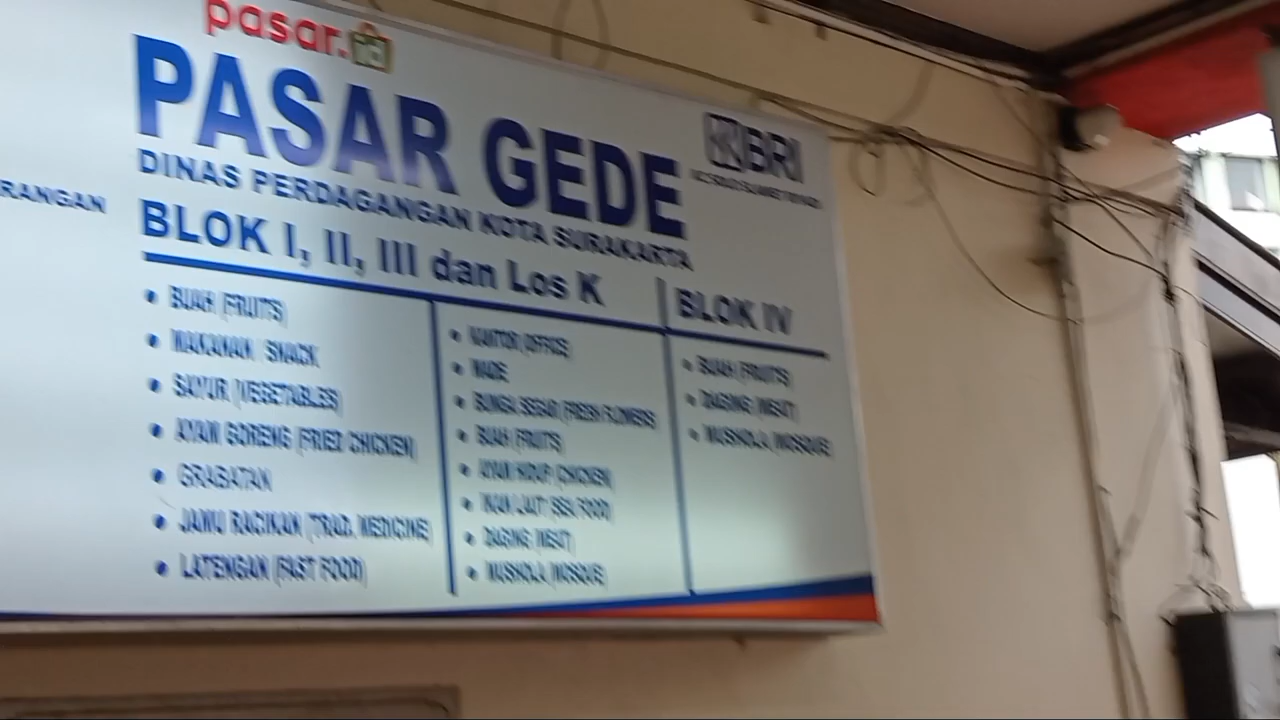 pasar.id
PASAR GEDE
BRI
DINAS PERDAGANGAN KOTA SURAKARTA
RANGAN
BLOK I, II, III dan Los K
BLOK IV
• BUAH (FRUITS)
• MAKANAN SNACK
• SAYUR (VEGETABLES)
• AYAM GORENG (FRIED CHICKEN)
• GRABATAN
• JAMU RACIKAN (TRAD. MEDICINE)
• LATENGAN (FAST FOOD)
• KANTOR (OFFICE)
• BUNGA SEGAR (FRESH FLOWERS)
• BUAH (FRUITS)
• AYAM HIDUP (CHICKEN)
• IKAN LAUT (SEA FOOD)
• DAGING (MEAT)
• MUSHOLA (MOSQUE)
• BUAH (FRUITS)
• DAGING (MEAT)
• MUSHOLA (MOSQUE)